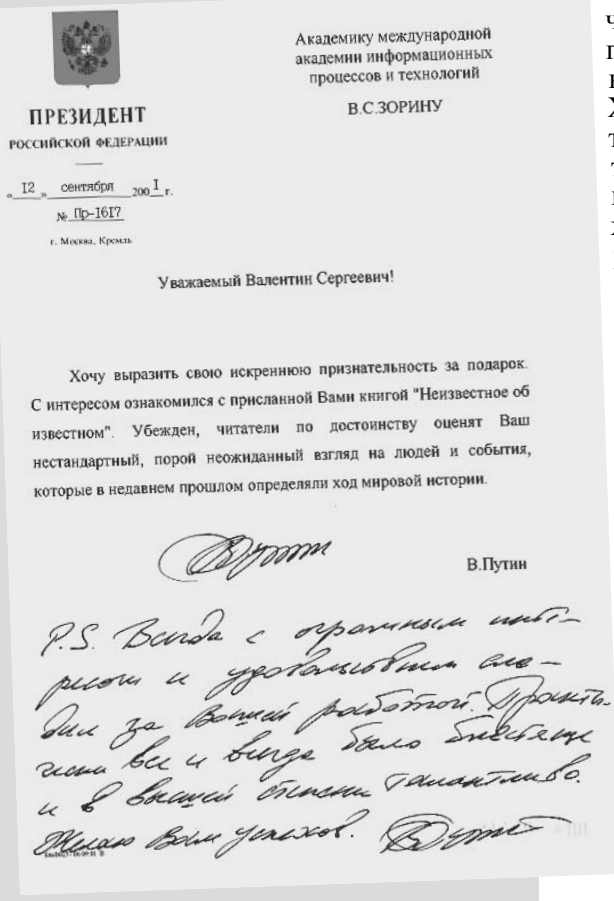 ПРЕЗИДЕНТ
РОССИЙСКОЙ ФЕДЕРАЦИИ
„ 12 „ сентября 2001 г.
№ Пр-1617
г. Москва, Кремль
Академику международной
академии информационных
процессов и технологий
В.С.ЗОРИНУ
Уважаемый Валентин Сергеевич!
Хочу выразить свою искреннюю признательность за подарок.
С интересом ознакомился с присланной Вами книгой "Неизвестное об
известном". Убежден, читатели по достоинству оценят Ваш
нестандартный, порой неожиданный взгляд на людей и события,
которые в недавнем прошлом определяли ход мировой истории.
В.Путин
P.S. Всегда с огромным инте-
ресом и удовольствием сле-
дил за Вашей работой. Практи-
чески все и всегда было блестяще
и в высшей степени талантливо.
Желаю Вам успехов.